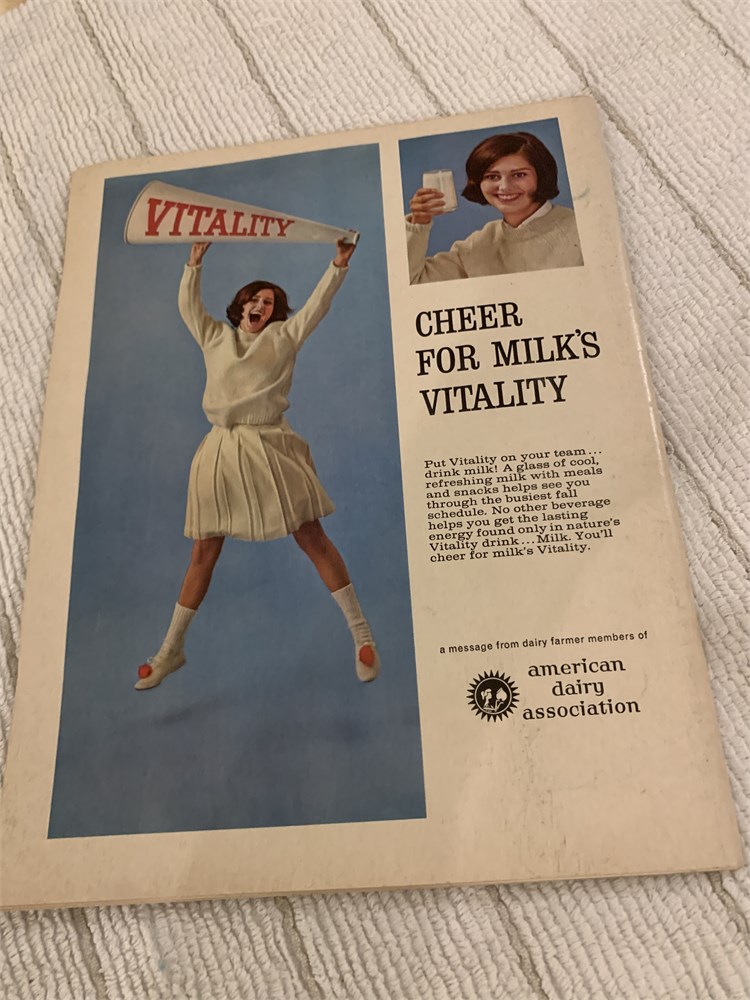 VITALITY
CHEER
FOR MILK'S
VITALITY
Put Vitality on your team...
drink milk! A glass of cool,
refreshing milk with meals
and snacks helps see you
through the busiest fall
schedule. No other beverage
helps you get the lasting
energy found only in nature's
Vitality drink... Milk. You'll
cheer for milk's Vitality.
a message from dairy farmer members of
american
dairy
association